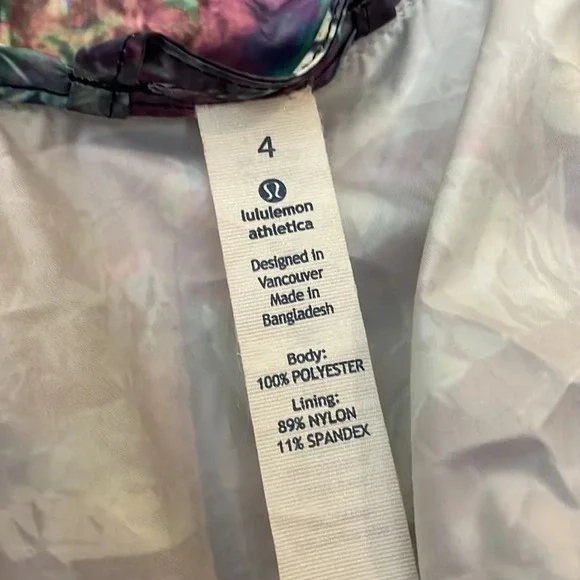 4
lululemon
athletica
Designed in
Vancouver
Made in
Bangladesh
Body:
100% POLYESTER
Lining:
89% NYLON
11% SPANDEX